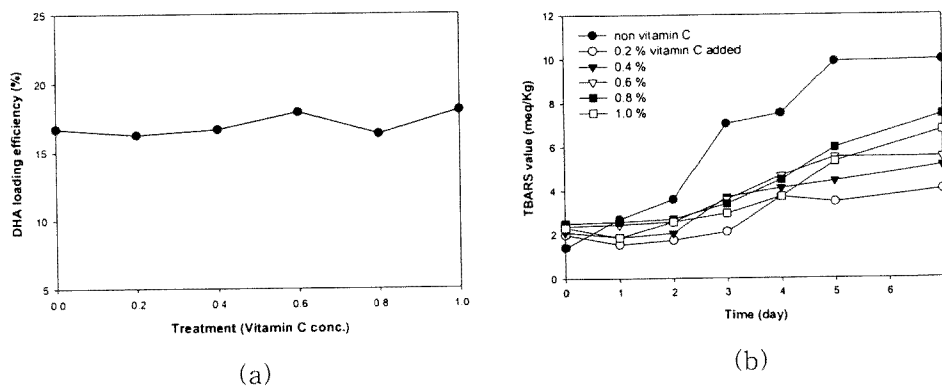 25
20
15
10
5
DHA loading efficiency (%)
0.0 0.2 0.4 0.6 0.8 1.0
Treatment (Vitamin C conc.)
(a)
12
10
8
6
4
2
0
TBARS value (meq/Kg)
non vitamin C
0.2 % vitamin C added
0.4 %
0.6 %
0.8 %
1.0 %
0 1 2 3 4 5 6 7
Time (day)
(b)